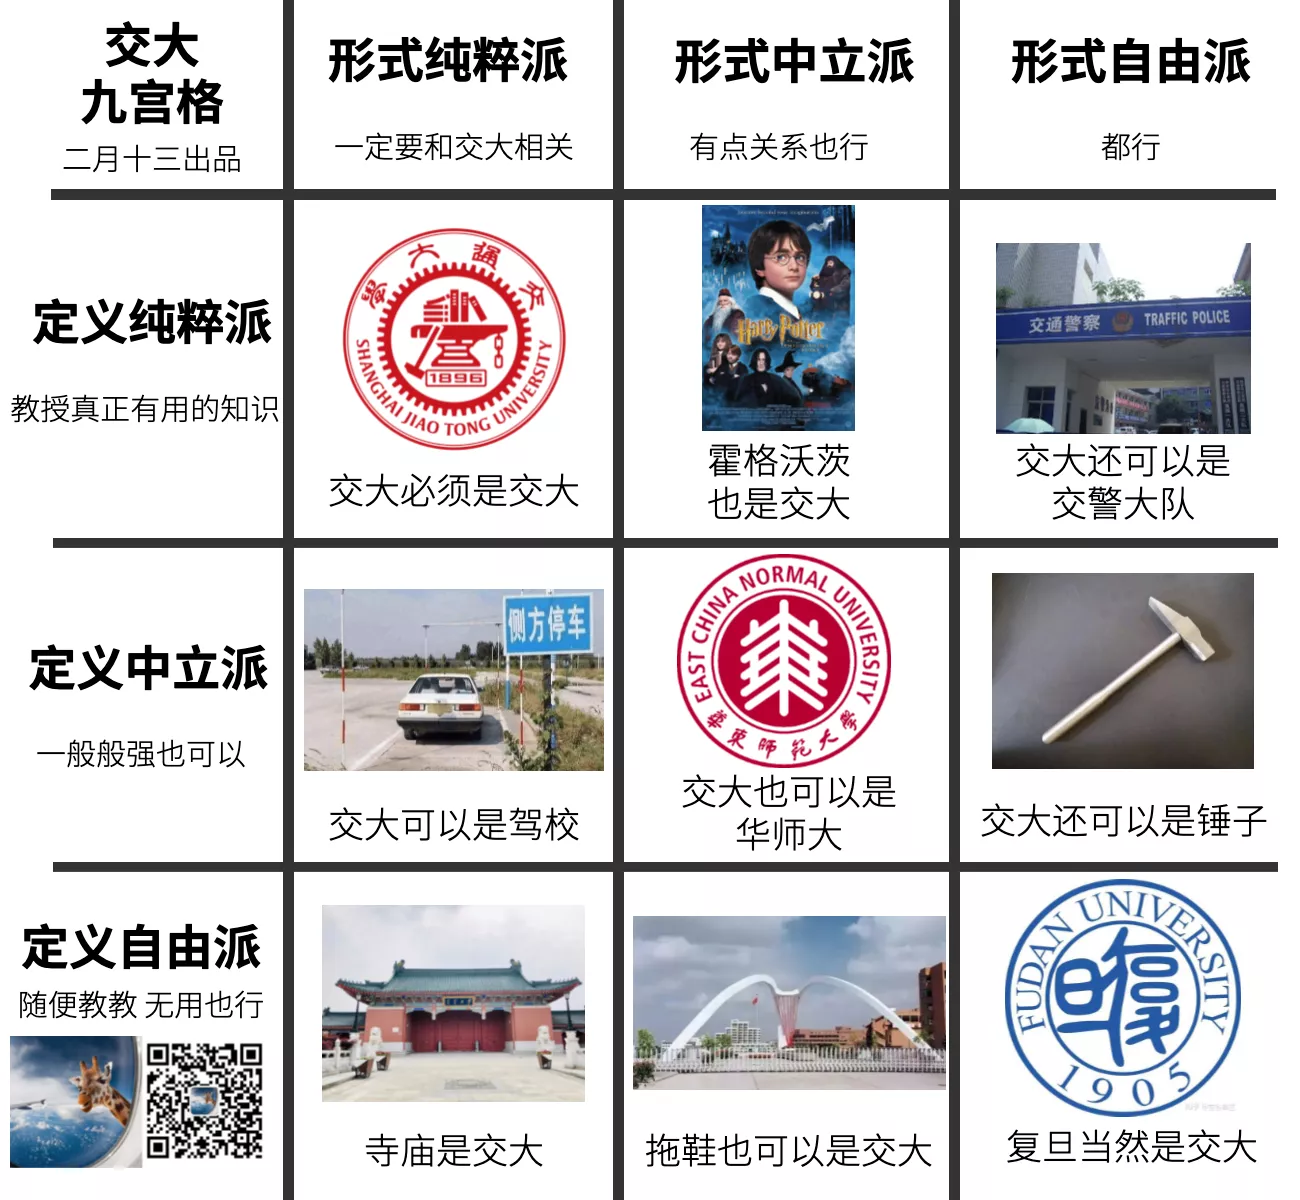 交大
九宫格
二月十三出品
形式纯粹派
一定要和交大相关
形式中立派
有点关系也行
形式自由派
都行
定义纯粹派
教授真正有用的知识
交通大學
SHANGHAI JIAO TONG UNIVERSITY
1896
交大必须是交大
Harry Potter
霍格沃茨
也是交大
交通警察 TRAFFIC POLICE
交大还可以是
交警大队
定义中立派
一般般强也可以
侧方停车
交大可以是驾校
EAST CHINA NORMAL UNIVERSITY
華東師範大學
交大也可以是
华师大
交大还可以是锤子
定义自由派
随便教教 无用也行
寺庙是交大
拖鞋也可以是交大
FUDAN UNIVERSITY
復旦
1905
复旦当然是交大